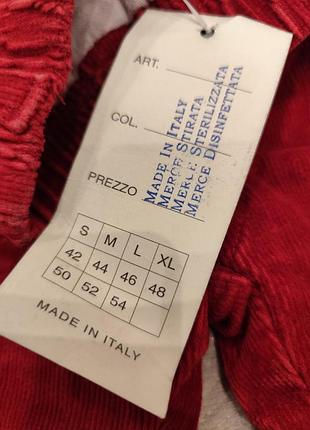 ART.
COL.
PREZZO
MADE IN ITALY
MERCE STIRATA
MERCE STERILIZZATA
MERCE DISINFETTATA
S M L XL
42 44 46 48
50 52 54
MADE IN ITALY